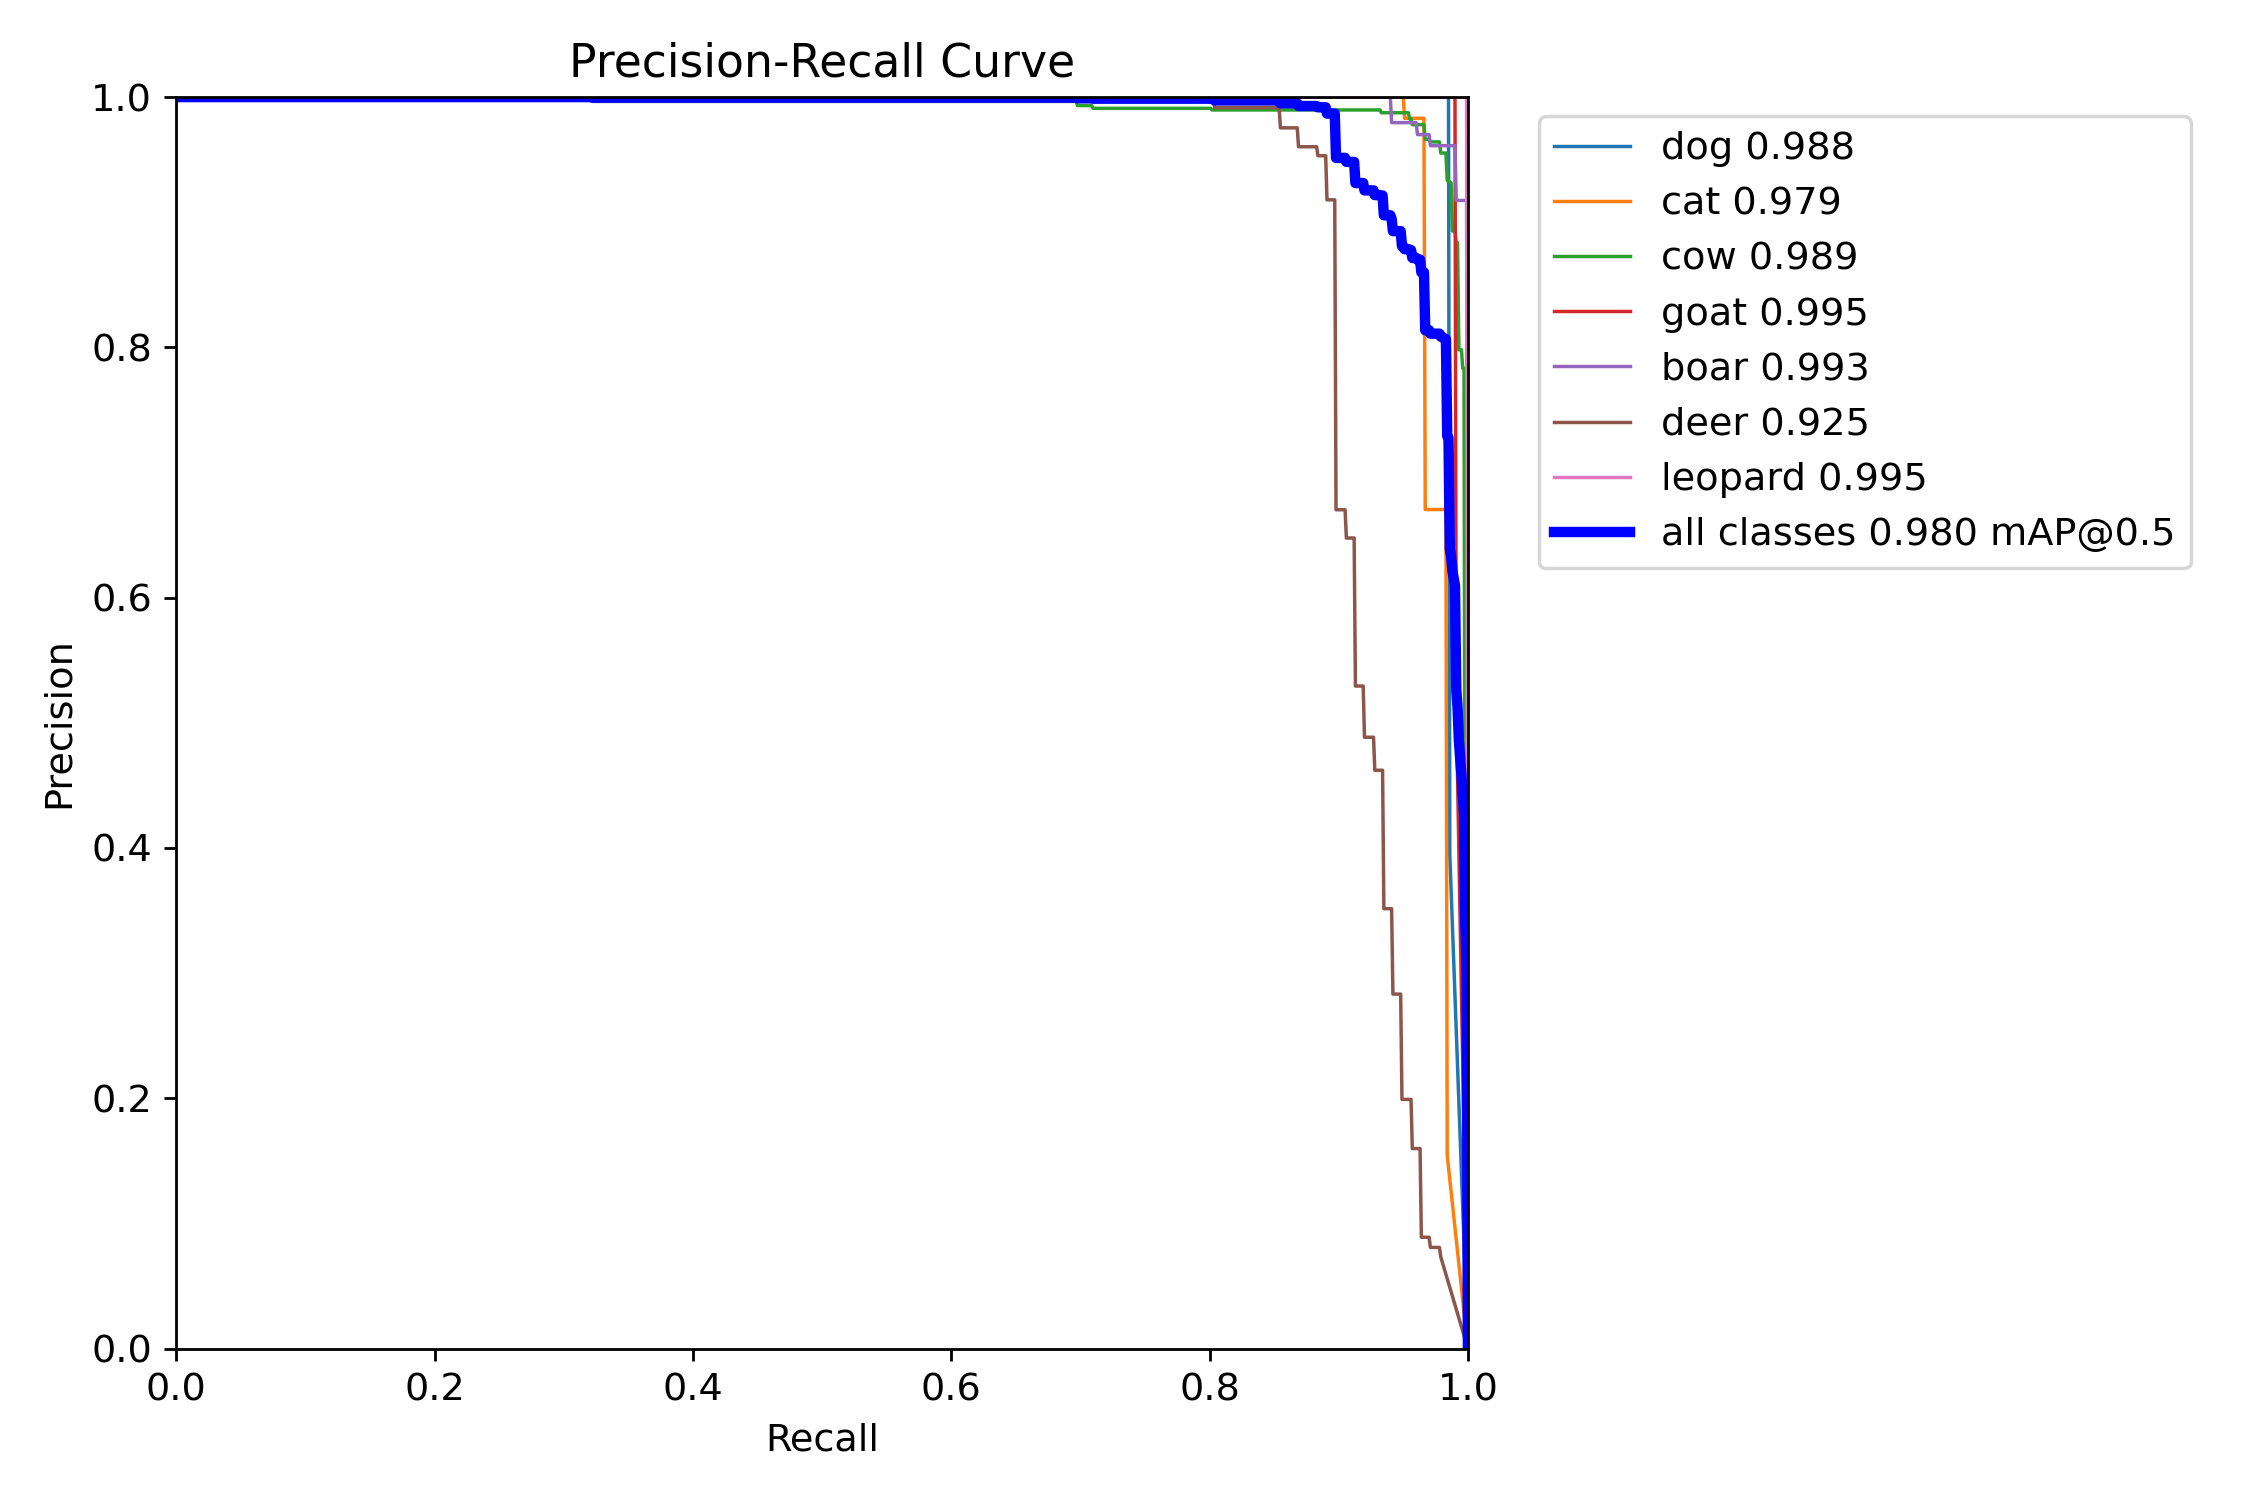 Precision-Recall Curve
1.0
0.8
0.6
0.4
0.2
0.0
Precision
0.0 0.2 0.4 0.6 0.8 1.0
Recall
dog 0.988
cat 0.979
cow 0.989
goat 0.995
boar 0.993
deer 0.925
leopard 0.995
all classes 0.980 mAP@0.5